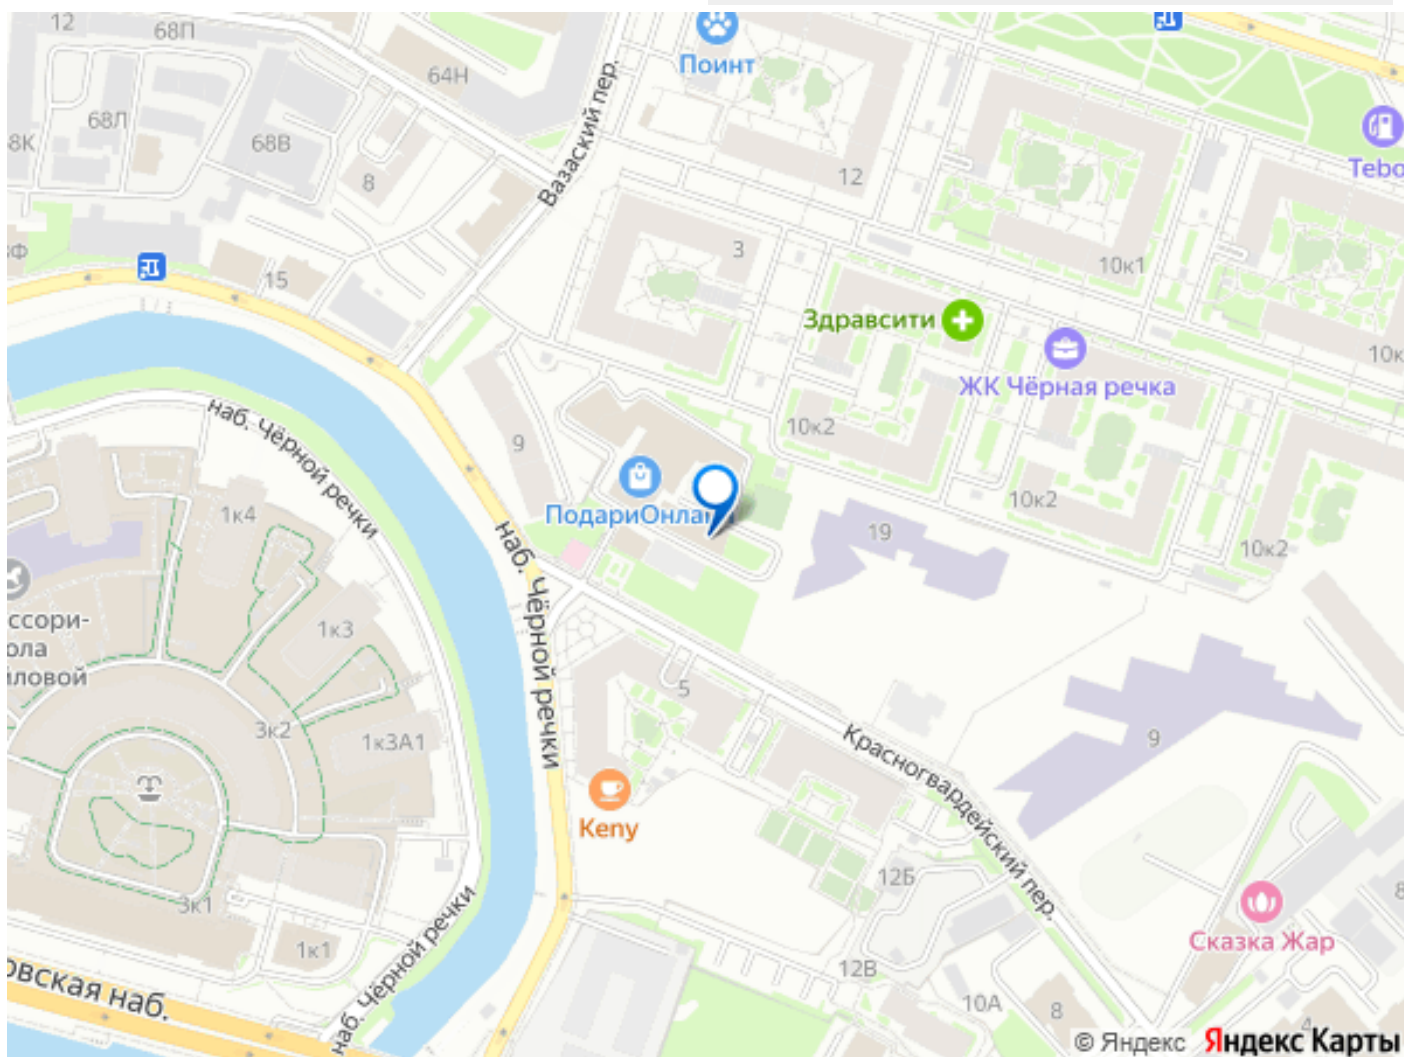 12
68П
64Н
Поинт
68Л
68В
8К
8
Вазаский пер.
12
Tebo
3
10к1
Ф
15
Здравсити
10к
ЖК Чёрная речка
наб. Чёрной речки
9
10к2
10к2
1к4
ПодариОнла
19
10к2
наб. Чёрной речки
ссори-
ола
иловой
1к3
5
3к2
1к3А1
9
Красногвардейский пер.
Keny
12Б
3к1
Сказка Жар
8
1к1
наб. Чёрной речки
12В
10А
8
4
овская наб.
© Яндекс Яндекс Карты